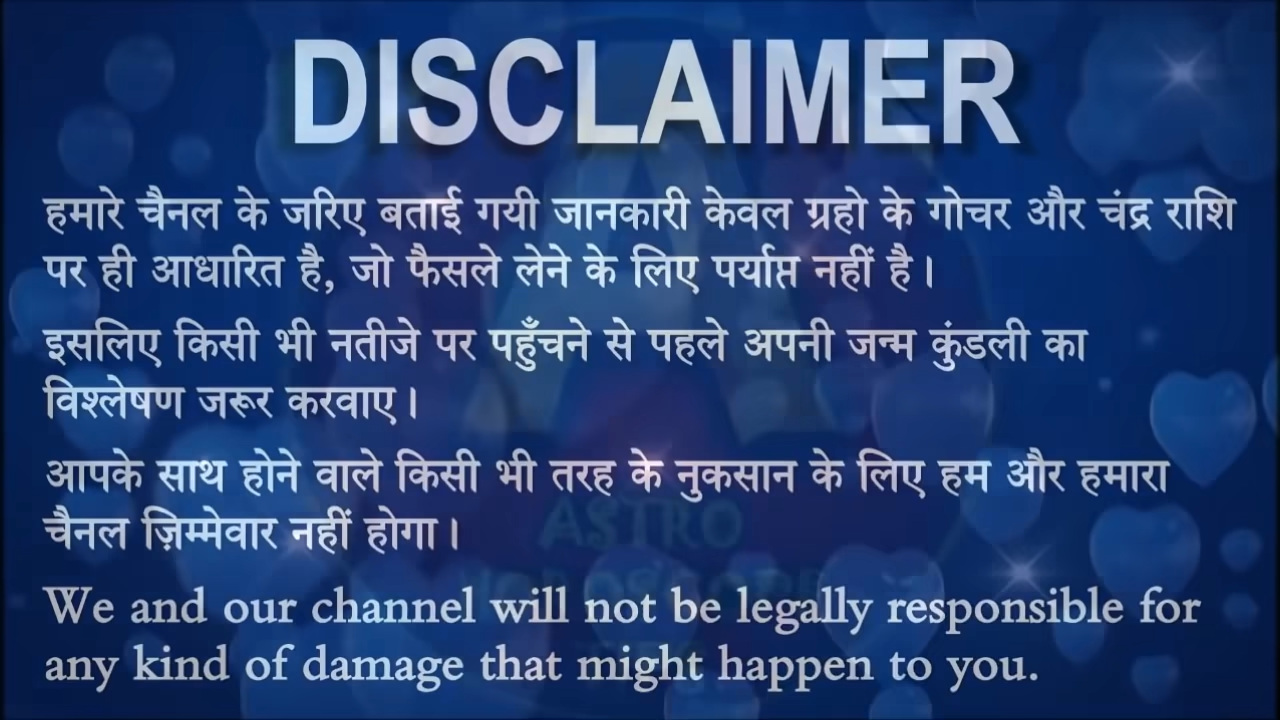 DISCLAIMER
हमारे चैनल के जरिए बताई गयी जानकारी केवल ग्रहो के गोचर और चंद्र राशि
पर ही आधारित है, जो फैसले लेने के लिए पर्याप्त नहीं है।
इसलिए किसी भी नतीजे पर पहुँचने से पहले अपनी जन्म कुंडली का
विश्लेषण जरूर करवाए।
आपके साथ होने वाले किसी भी तरह के नुकसान के लिए हम और हमारा
चैनल ज़िम्मेवार नहीं होगा।
ASTRO
We and our channel will not be legally responsible for
any kind of damage that might happen to you.